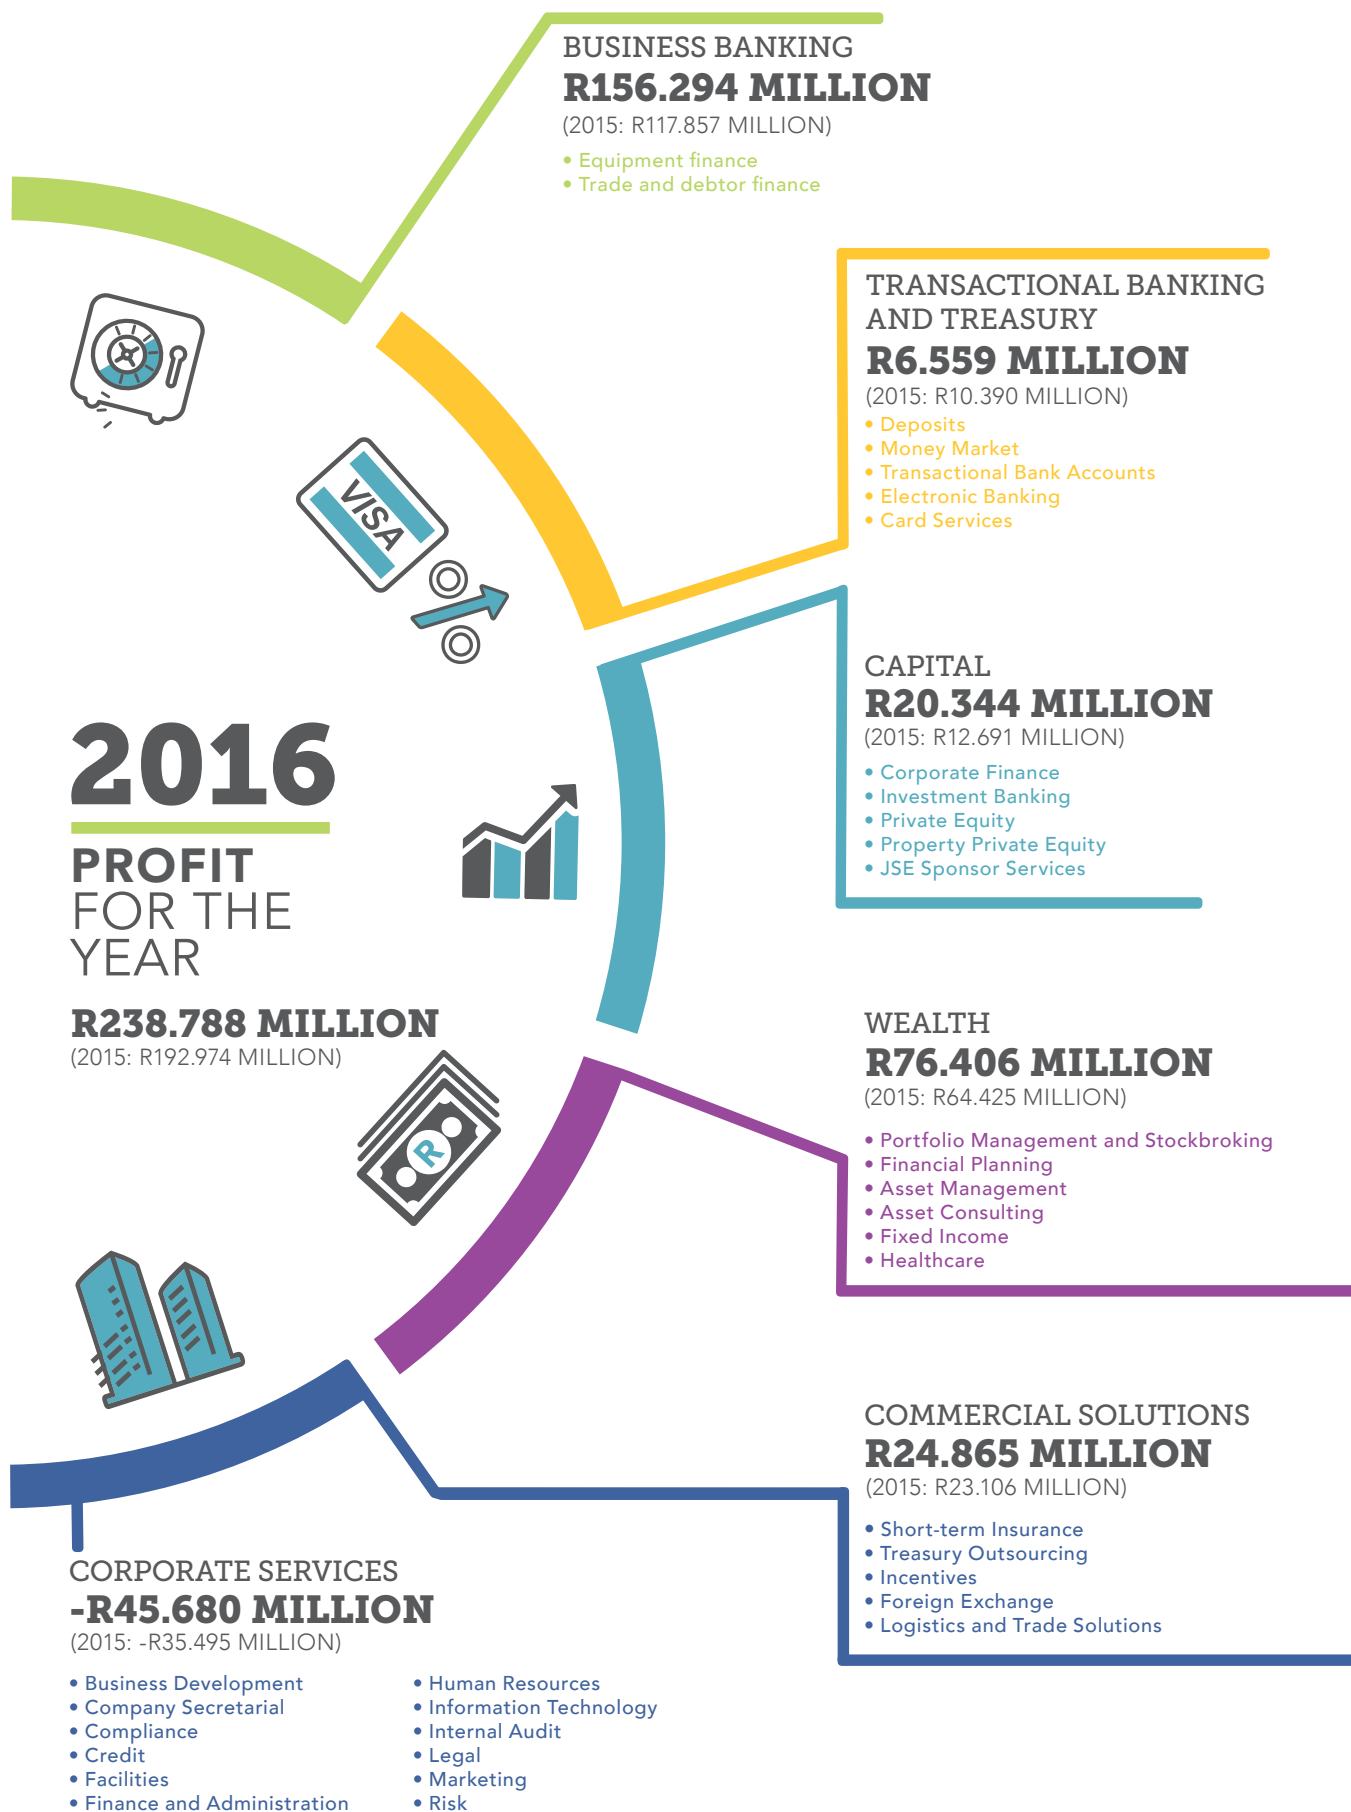 BUSINESS BANKING
R156.294 MILLION
(2015: R117.857 MILLION)
• Equipment finance
• Trade and debtor finance
TRANSACTIONAL BANKING
AND TREASURY
R6.559 MILLION
(2015: R10.390 MILLION)
• Deposits
• Money Market
• Transactional Bank Accounts
• Electronic Banking
• Card Services
VISA
CAPITAL
R20.344 MILLION
(2015: R12.691 MILLION)
• Corporate Finance
• Investment Banking
• Private Equity
• Property Private Equity
• JSE Sponsor Services
2016
PROFIT
FOR THE
YEAR
R238.788 MILLION
(2015: R192.974 MILLION)
R
WEALTH
R76.406 MILLION
(2015: R64.425 MILLION)
• Portfolio Management and Stockbroking
• Financial Planning
• Asset Management
• Asset Consulting
• Fixed Income
• Healthcare
COMMERCIAL SOLUTIONS
R24.865 MILLION
(2015: R23.106 MILLION)
• Short-term Insurance
• Treasury Outsourcing
• Incentives
• Foreign Exchange
• Logistics and Trade Solutions
CORPORATE SERVICES
-R45.680 MILLION
(2015: -R35.495 MILLION)
• Business Development
• Company Secretarial
• Compliance
• Credit
• Facilities
• Finance and Administration
• Human Resources
• Information Technology
• Internal Audit
• Legal
• Marketing
• Risk